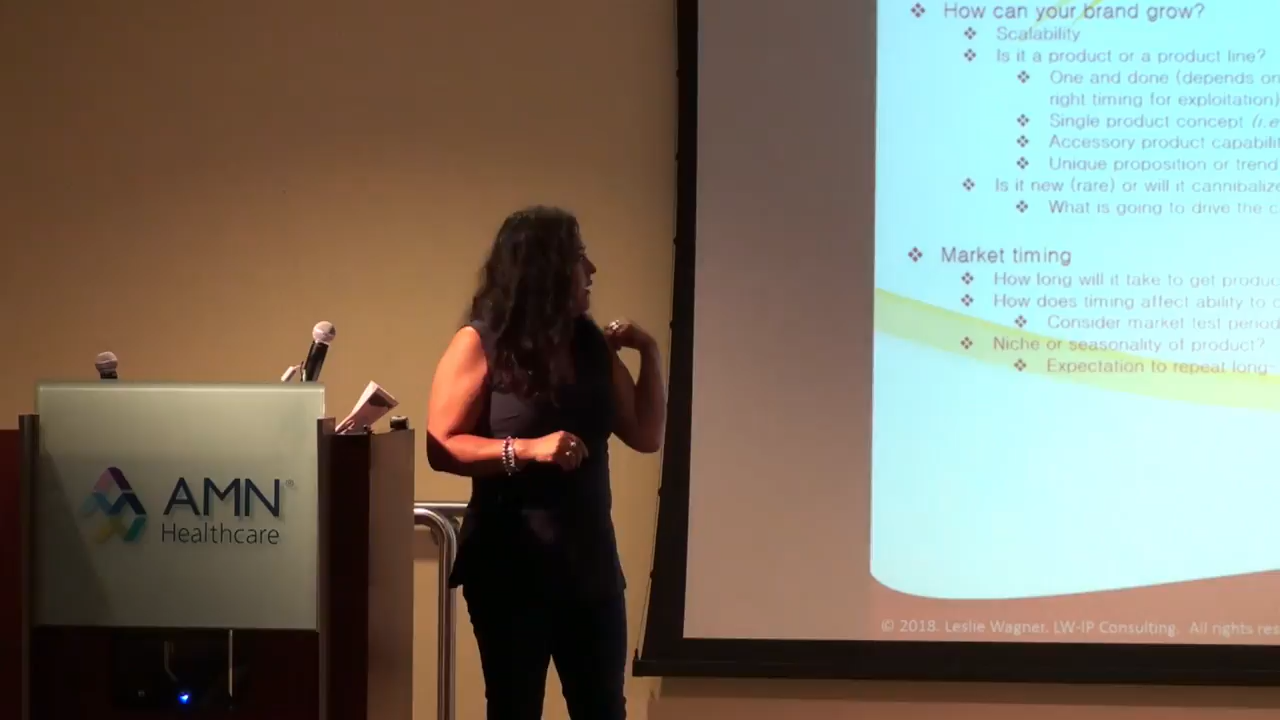 How can your brand grow?
Scalability
Is it a product or a product line?
One and done (depends on
right timing for exploitation)
Single product concept (i.e
Accessory product capabilit
Unique proposition or trend
Is it new (rare) or will it cannibalize
What is going to drive the c
Market timing
How long will it take to get produc
How does timing affect ability to
Consider market test period
Niche or seasonality of product?
Expectation to repeat long-
© 2018. Leslie Wagner, LW-IP Consulting. All rights res
AMN®
Healthcare